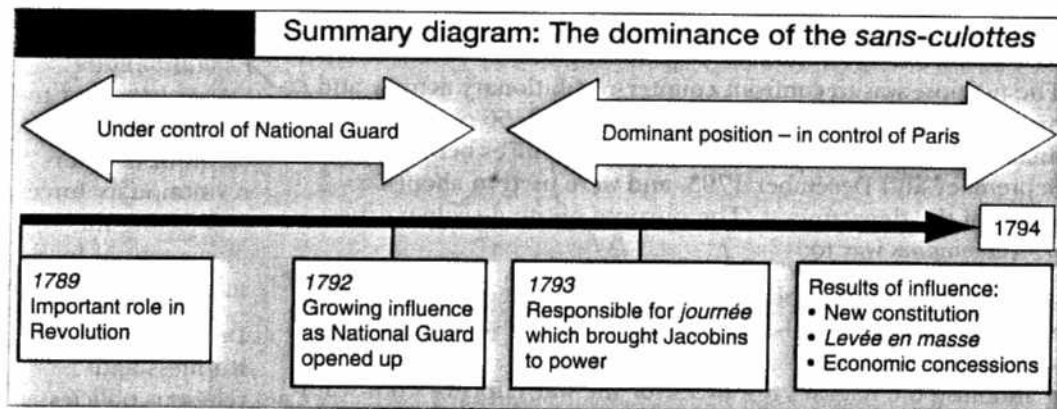 Summary diagram: The dominance of the sans-culottes
Under control of National Guard
Dominant position – in control of Paris
1794
1789
Important role in
Revolution
1792
Growing influence
as National Guard
opened up
1793
Responsible for journée
which brought Jacobins
to power
Results of influence:
• New constitution
• Levée en masse
• Economic concessions